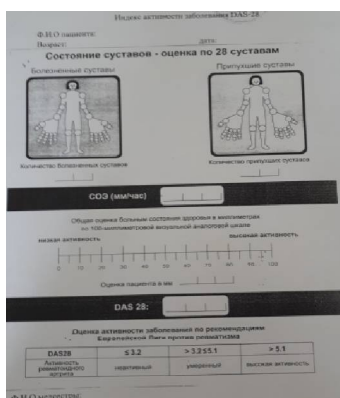 Индекс активности заболевания DAS-28
Ф.И.О пациента:
Возраст: дата:
Состояние суставов - оценка по 28 суставам
Болезненные суставы Припухшие суставы
Количество болезненных суставов Количество припухших суставов
СОЭ (мм/час)
Общая оценка больным состояния здоровья в миллиметрах
по 100-миллиметровой визуальной аналоговой шкале
низкая активность высокая активность
0 10 20 30 40 50 60 70 80 90 100
Оценка пациента в мм
DAS 28:
Оценка активности заболевания по рекомендациям
Европейской Лиги против ревматизма
DAS28 ≤ 3.2 > 3.2≤5.1 > 5.1
Активность ревматоидного артрита неактивный умеренный высокая активность